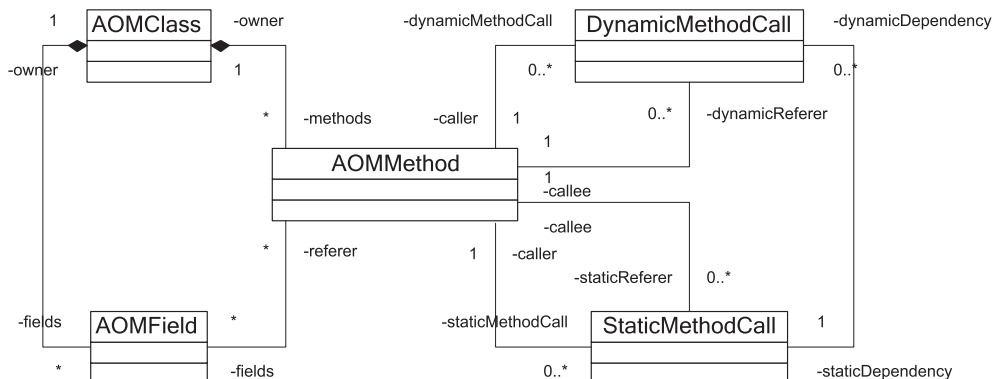 1 AOMClass -owner -dynamicMethodCall DynamicMethodCall -dynamicDependency
-owner 1 0..* 0..*
* -methods -caller 1 0..* -dynamicReferer
1
AOMMethod
1
-callee
-callee
* -referer 1 -caller
-staticReferer 0..*
-fields AOMField * -staticMethodCall StaticMethodCall 1
* -fields 0..* -staticDependency